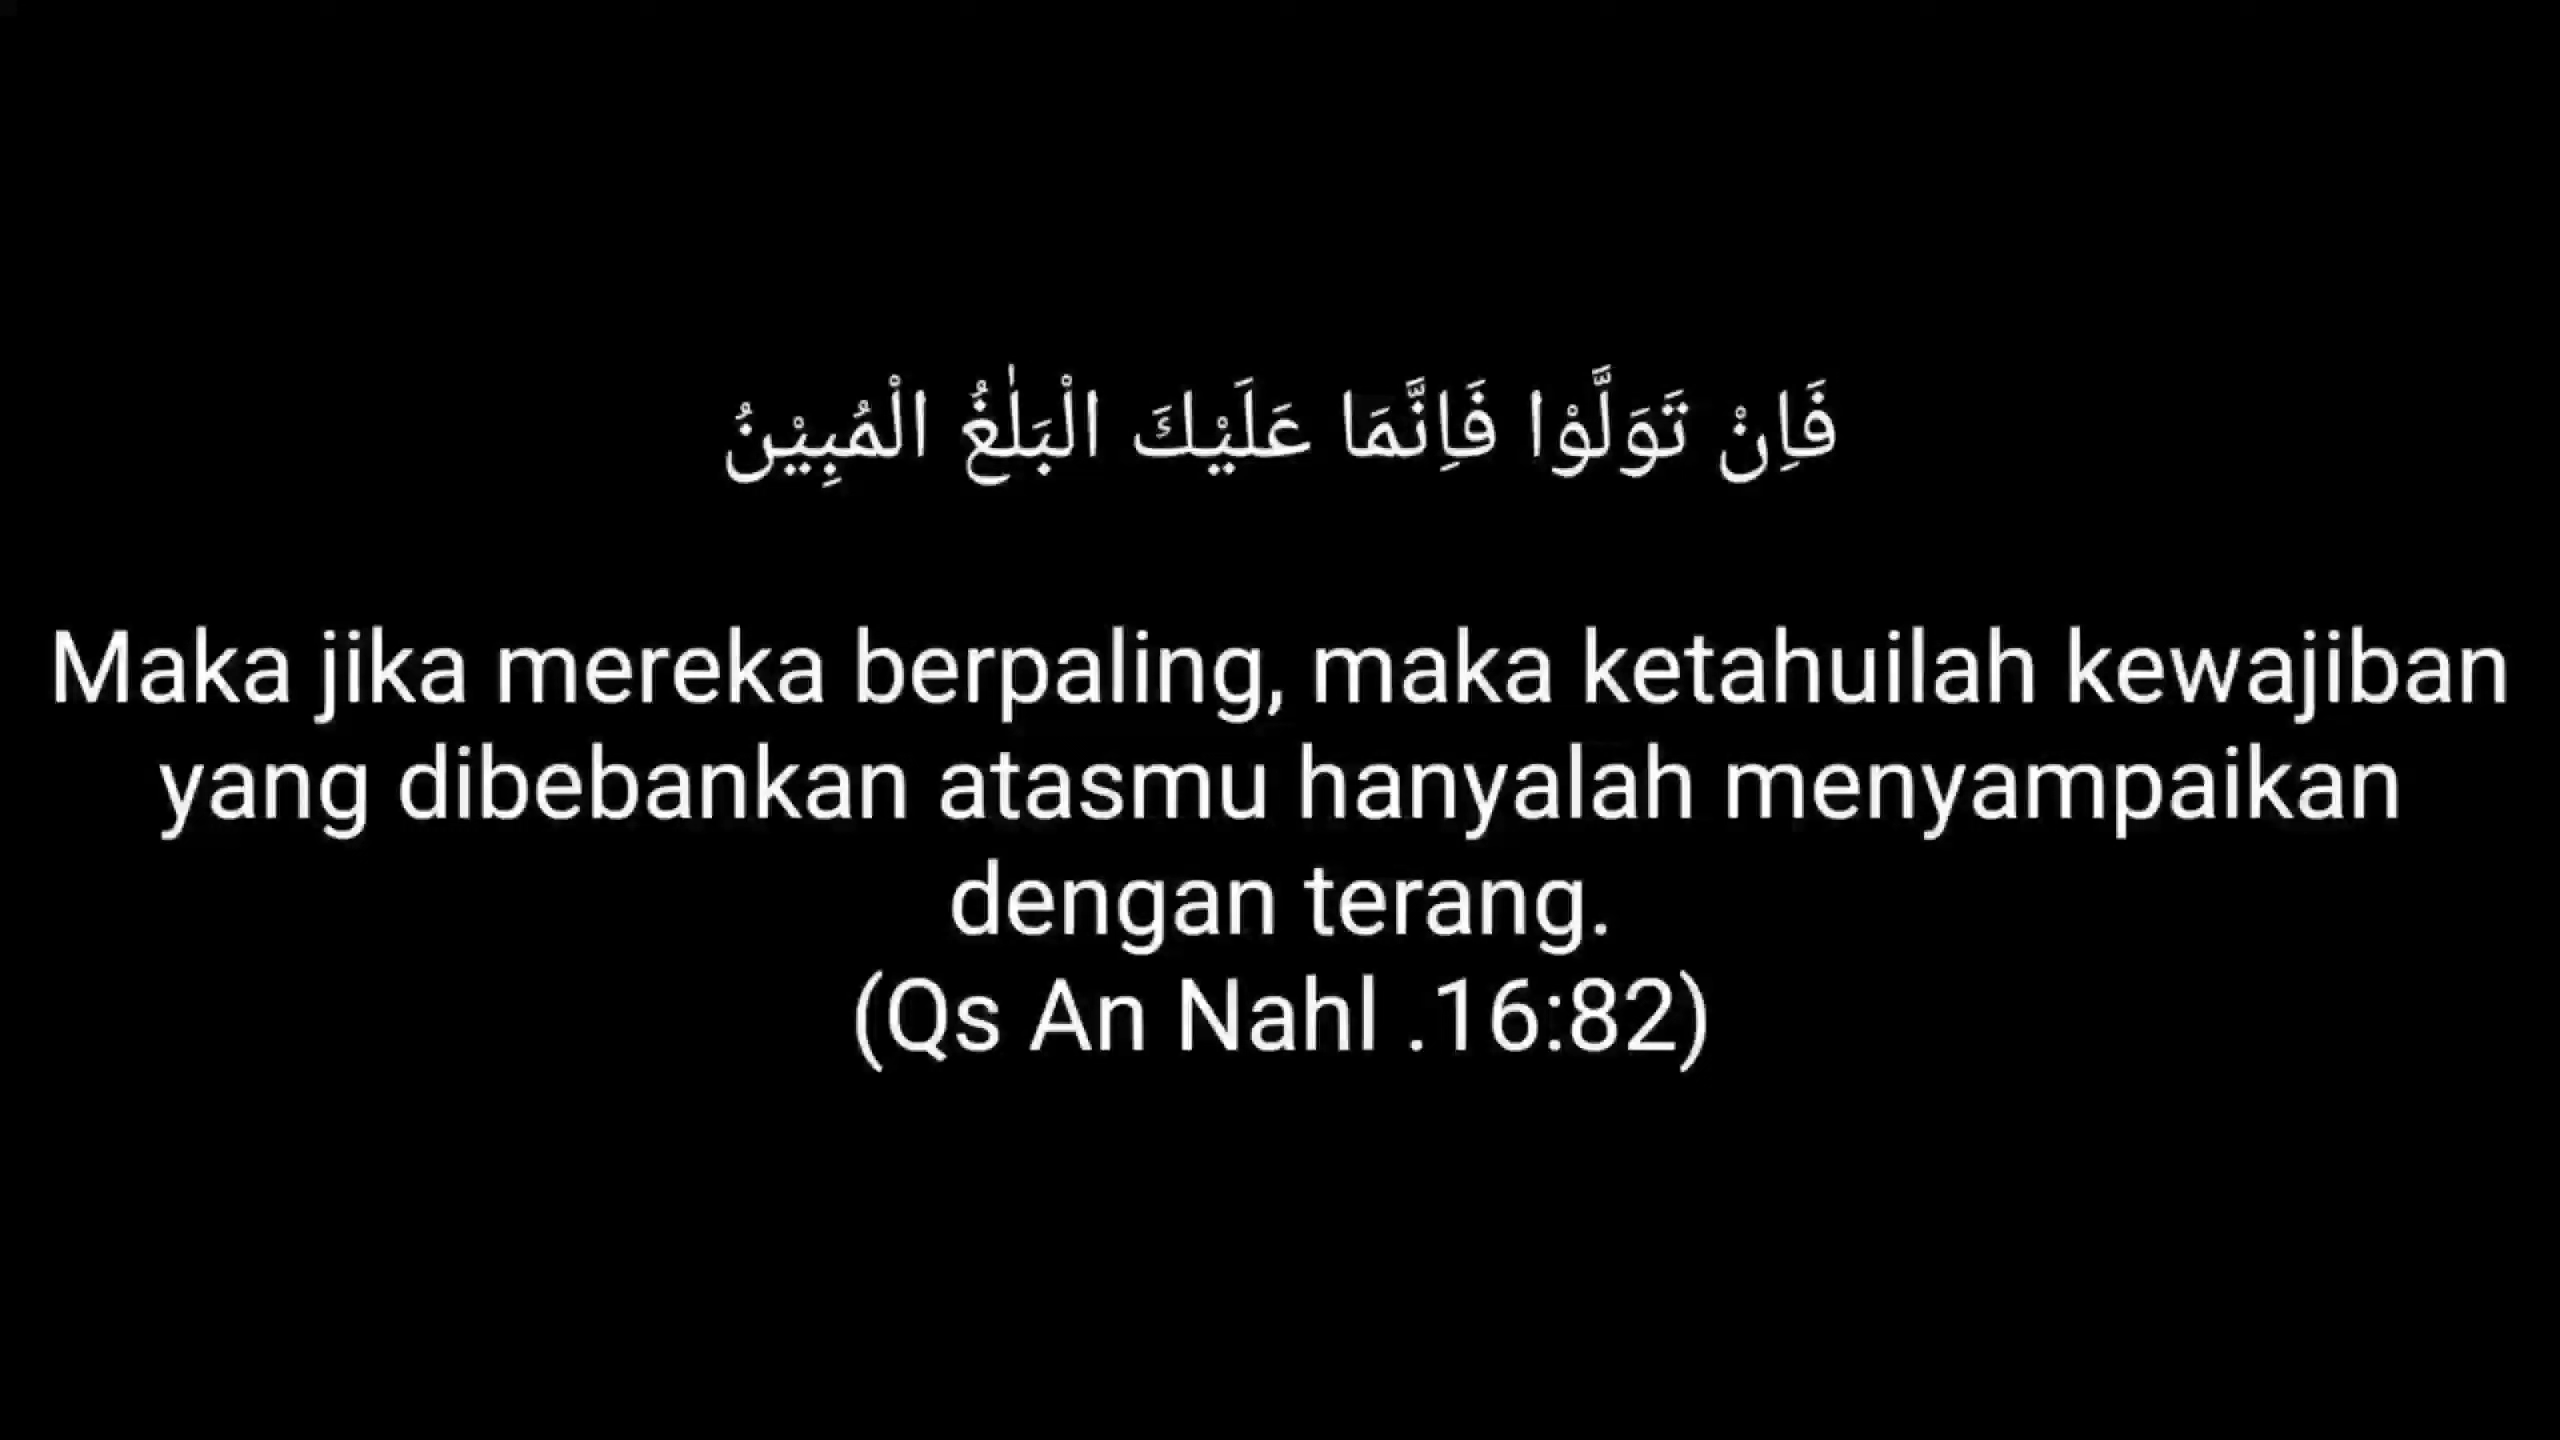 فَاِنْ تَوَلَّوْا فَاِنَّمَا عَلَيْكَ الْبَلٰغُ الْمُبِيْنُ
Maka jika mereka berpaling, maka ketahuilah kewajiban
yang dibebankan atasmu hanyalah menyampaikan
dengan terang.
(Qs An Nahl .16:82)